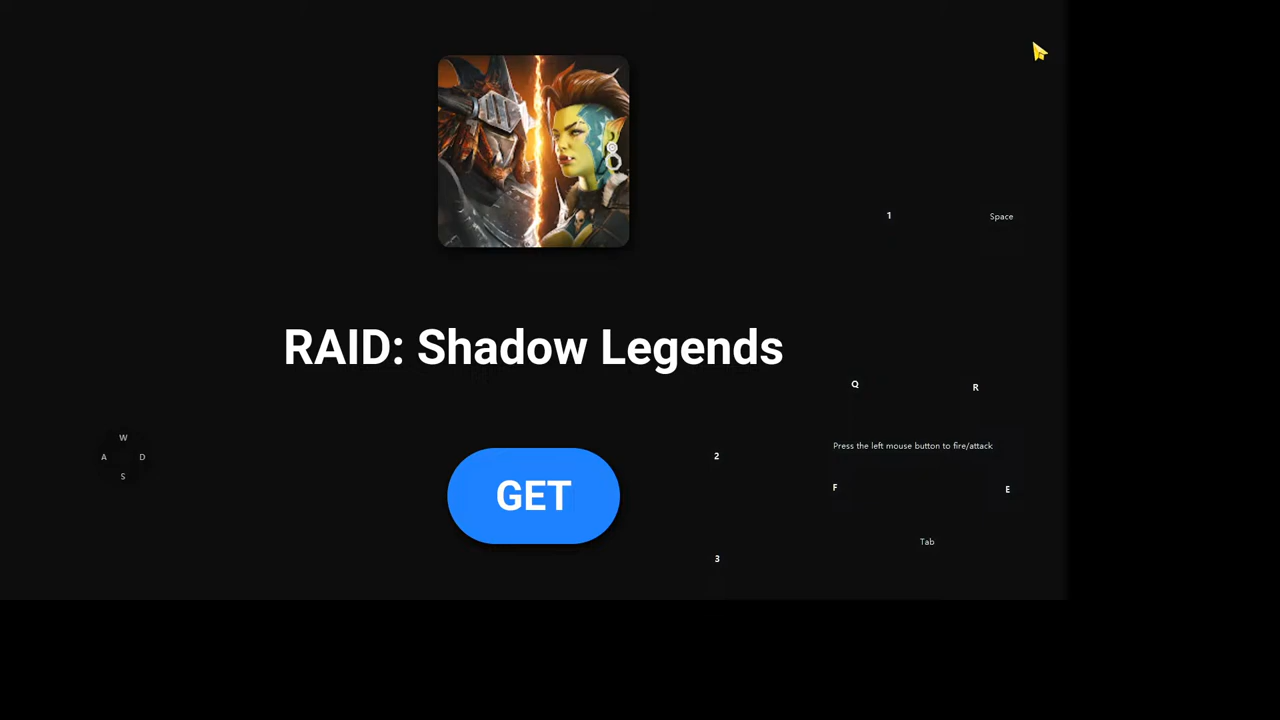 1
Space
RAID: Shadow Legends
Q
R
W
A
D
S
Press the left mouse button to fire/attack
2
F
E
GET
Tab
3